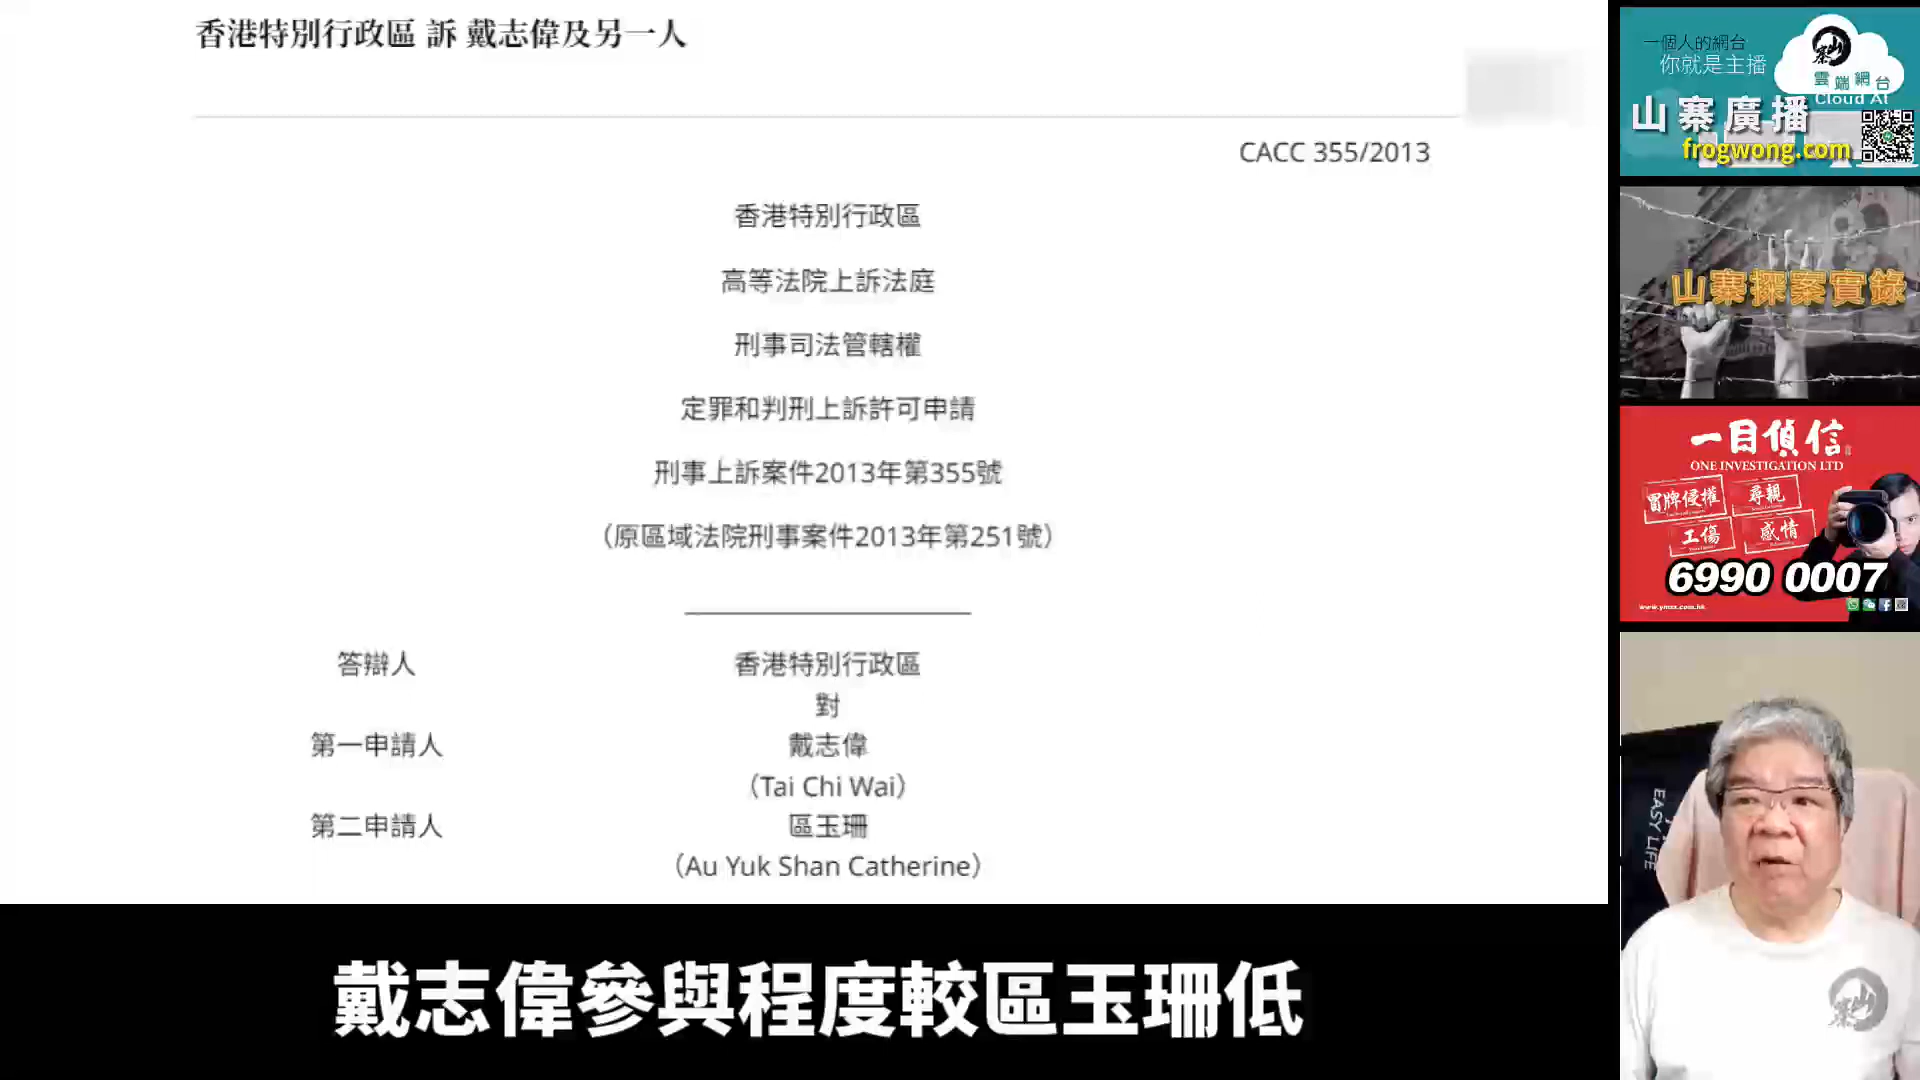 香港特別行政區 訴 戴志偉及另一人
CACC 355/2013
香港特別行政區
高等法院上訴法庭
刑事司法管轄權
定罪和判刑上訴許可申請
刑事上訴案件2013年第355號
（原區域法院刑事案件2013年第251號）
答辯人 香港特別行政區
對
第一申請人 戴志偉
（Tai Chi Wai）
第二申請人 區玉珊
（Au Yuk Shan Catherine）
戴志偉參與程度較區玉珊低
一個人的網台
你就是主播
山寨
雲端網台
Cloud AI
山寨廣播
frogwong.com
山寨探案實錄
一目偵信
ONE INVESTIGATION LTD
冒牌侵權 尋親
工傷 感情
6990 0007
EASY LIFE
山寨